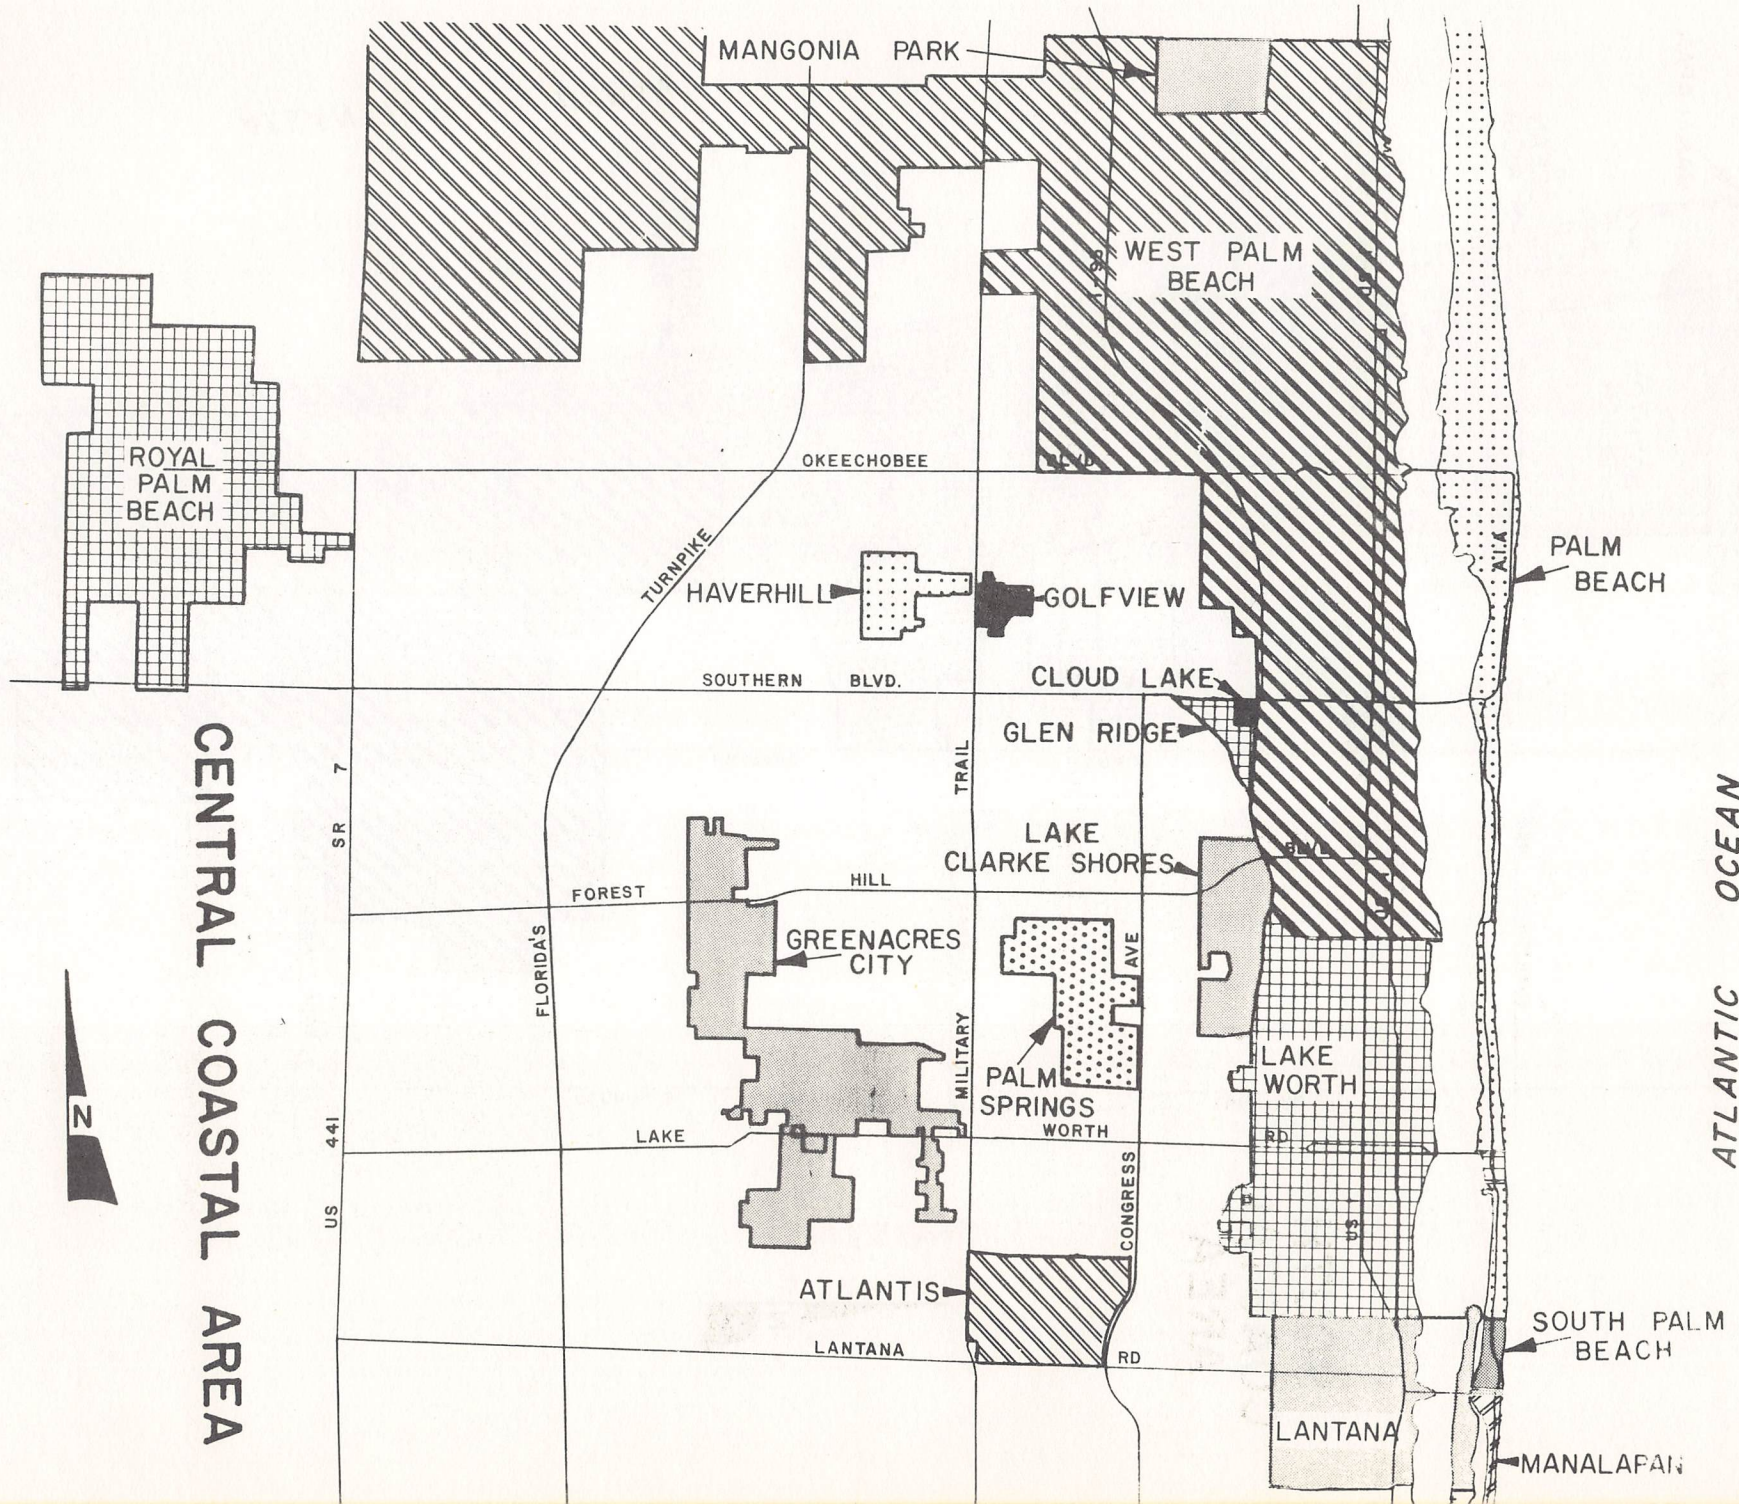 MANGONIA PARK
WEST PALM
BEACH
I-95
US
ROYAL
PALM
BEACH
OKEECHOBEE BLVD.
TURNPIKE
A.I.A
PALM
BEACH
HAVERHILL
GOLFVIEW
CLOUD LAKE
SOUTHERN BLVD.
GLEN RIDGE
TRAIL
SR 7
CENTRAL COASTAL AREA
LAKE
CLARKE SHORES
BLVD.
FOREST HILL
US 1
GREENACRES
CITY
FLORIDA'S
AVE
OCEAN
ATLANTIC
MILITARY
PALM
SPRINGS
LAKE
WORTH
N
LAKE WORTH RD
US 441
CONGRESS
US
ATLANTIS
LANTANA RD
SOUTH PALM
BEACH
LANTANA
MANALAPAN